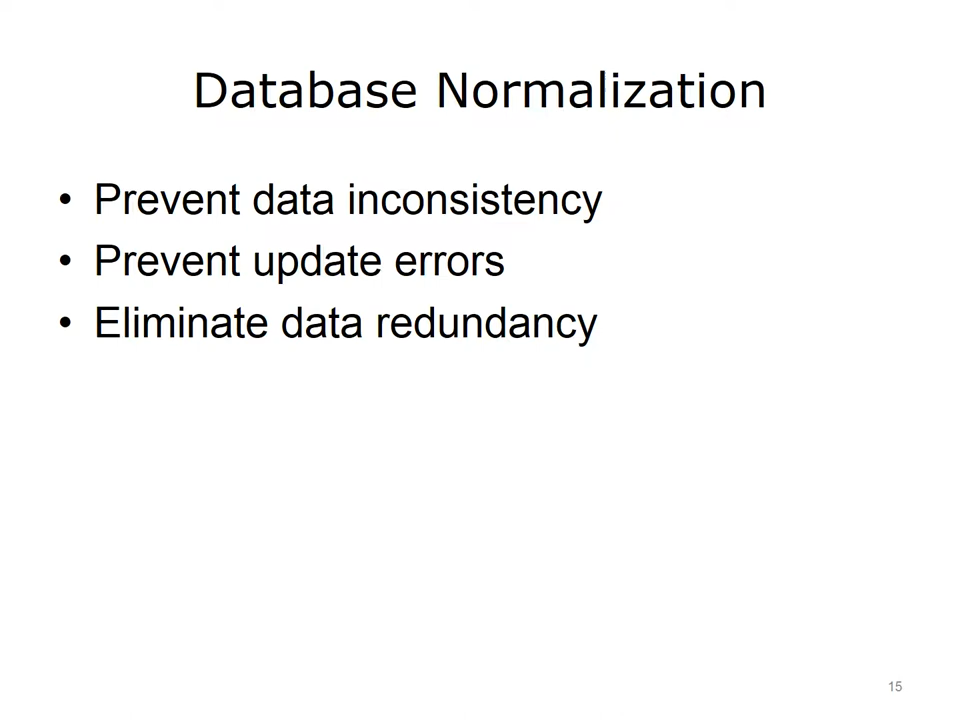 Database Normalization
• Prevent data inconsistency
• Prevent update errors
• Eliminate data redundancy
15